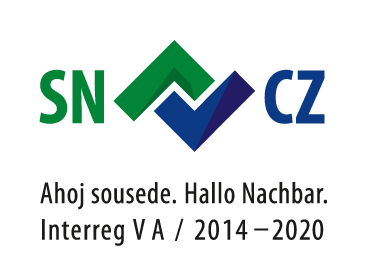 SN CZ
Ahoj sousede. Hallo Nachbar.
Interreg V A / 2014–2020